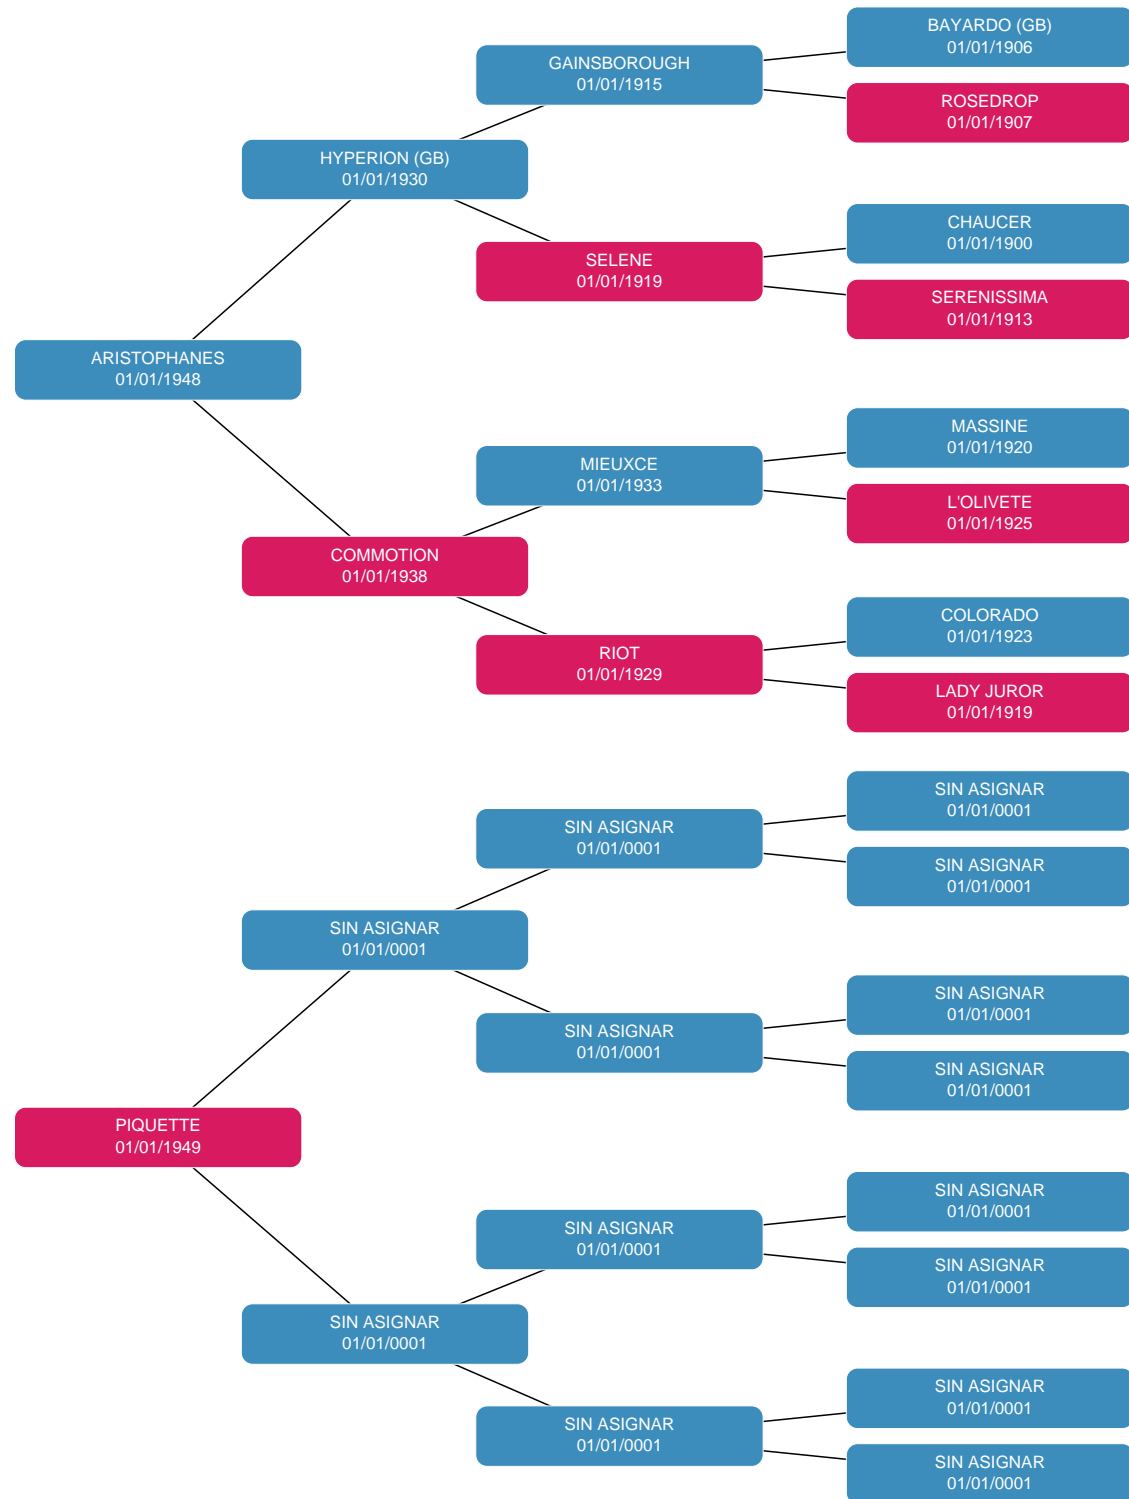 BAYARDO (GB)
01/01/1906
GAINSBOROUGH
01/01/1915
ROSEDROP
01/01/1907
HYPERION (GB)
01/01/1930
CHAUCER
01/01/1900
SELENE
01/01/1919
SERENISSIMA
01/01/1913
ARISTOPHANES
01/01/1948
MASSINE
01/01/1920
MIEUXCE
01/01/1933
L'OLIVETE
01/01/1925
COMMOTION
01/01/1938
COLORADO
01/01/1923
RIOT
01/01/1929
LADY JUROR
01/01/1919
SIN ASIGNAR
01/01/0001
SIN ASIGNAR
01/01/0001
SIN ASIGNAR
01/01/0001
SIN ASIGNAR
01/01/0001
SIN ASIGNAR
01/01/0001
SIN ASIGNAR
01/01/0001
SIN ASIGNAR
01/01/0001
PIQUETTE
01/01/1949
SIN ASIGNAR
01/01/0001
SIN ASIGNAR
01/01/0001
SIN ASIGNAR
01/01/0001
SIN ASIGNAR
01/01/0001
SIN ASIGNAR
01/01/0001
SIN ASIGNAR
01/01/0001
SIN ASIGNAR
01/01/0001